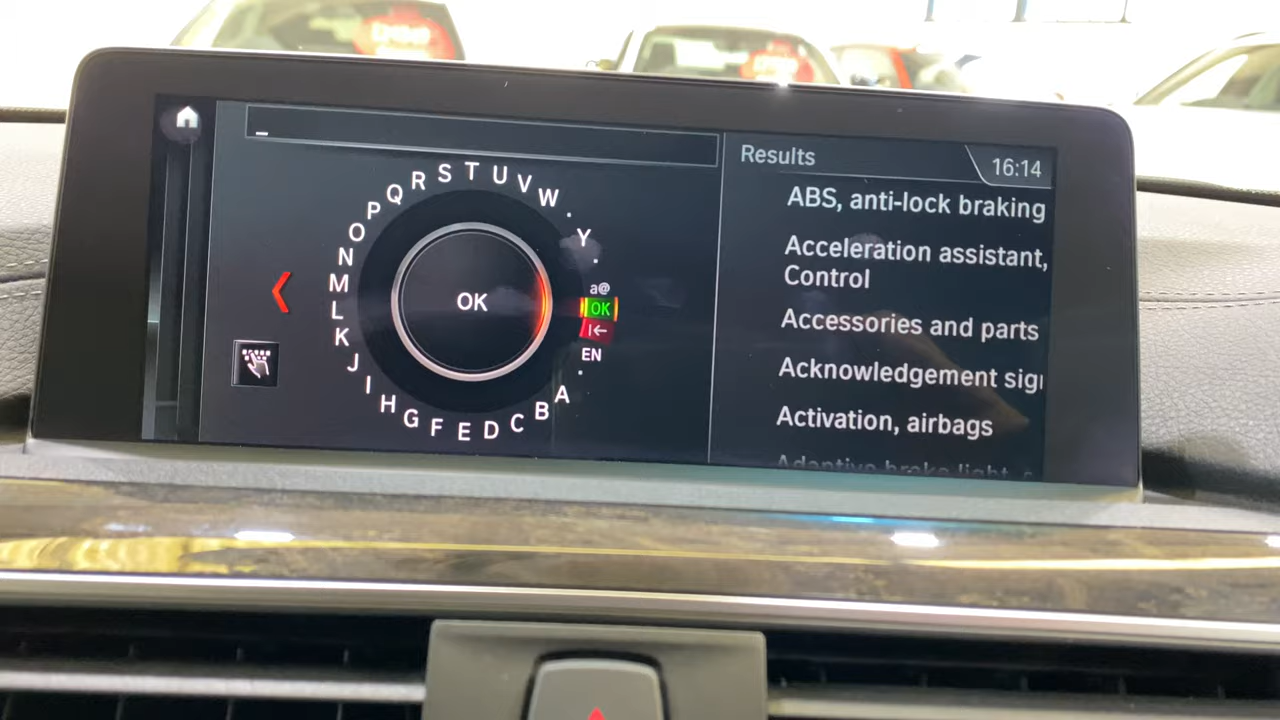 _
Results
16:14
ABS, anti-lock braking
Acceleration assistant,
Control
Accessories and parts
Acknowledgement sig
Activation, airbags
Adaptive brake light,
A
B
C
D
E
F
G
H
I
J
K
L
M
N
O
P
Q
R
S
T
U
V
W
.
Y
.
a@
OK
EN
.
OK